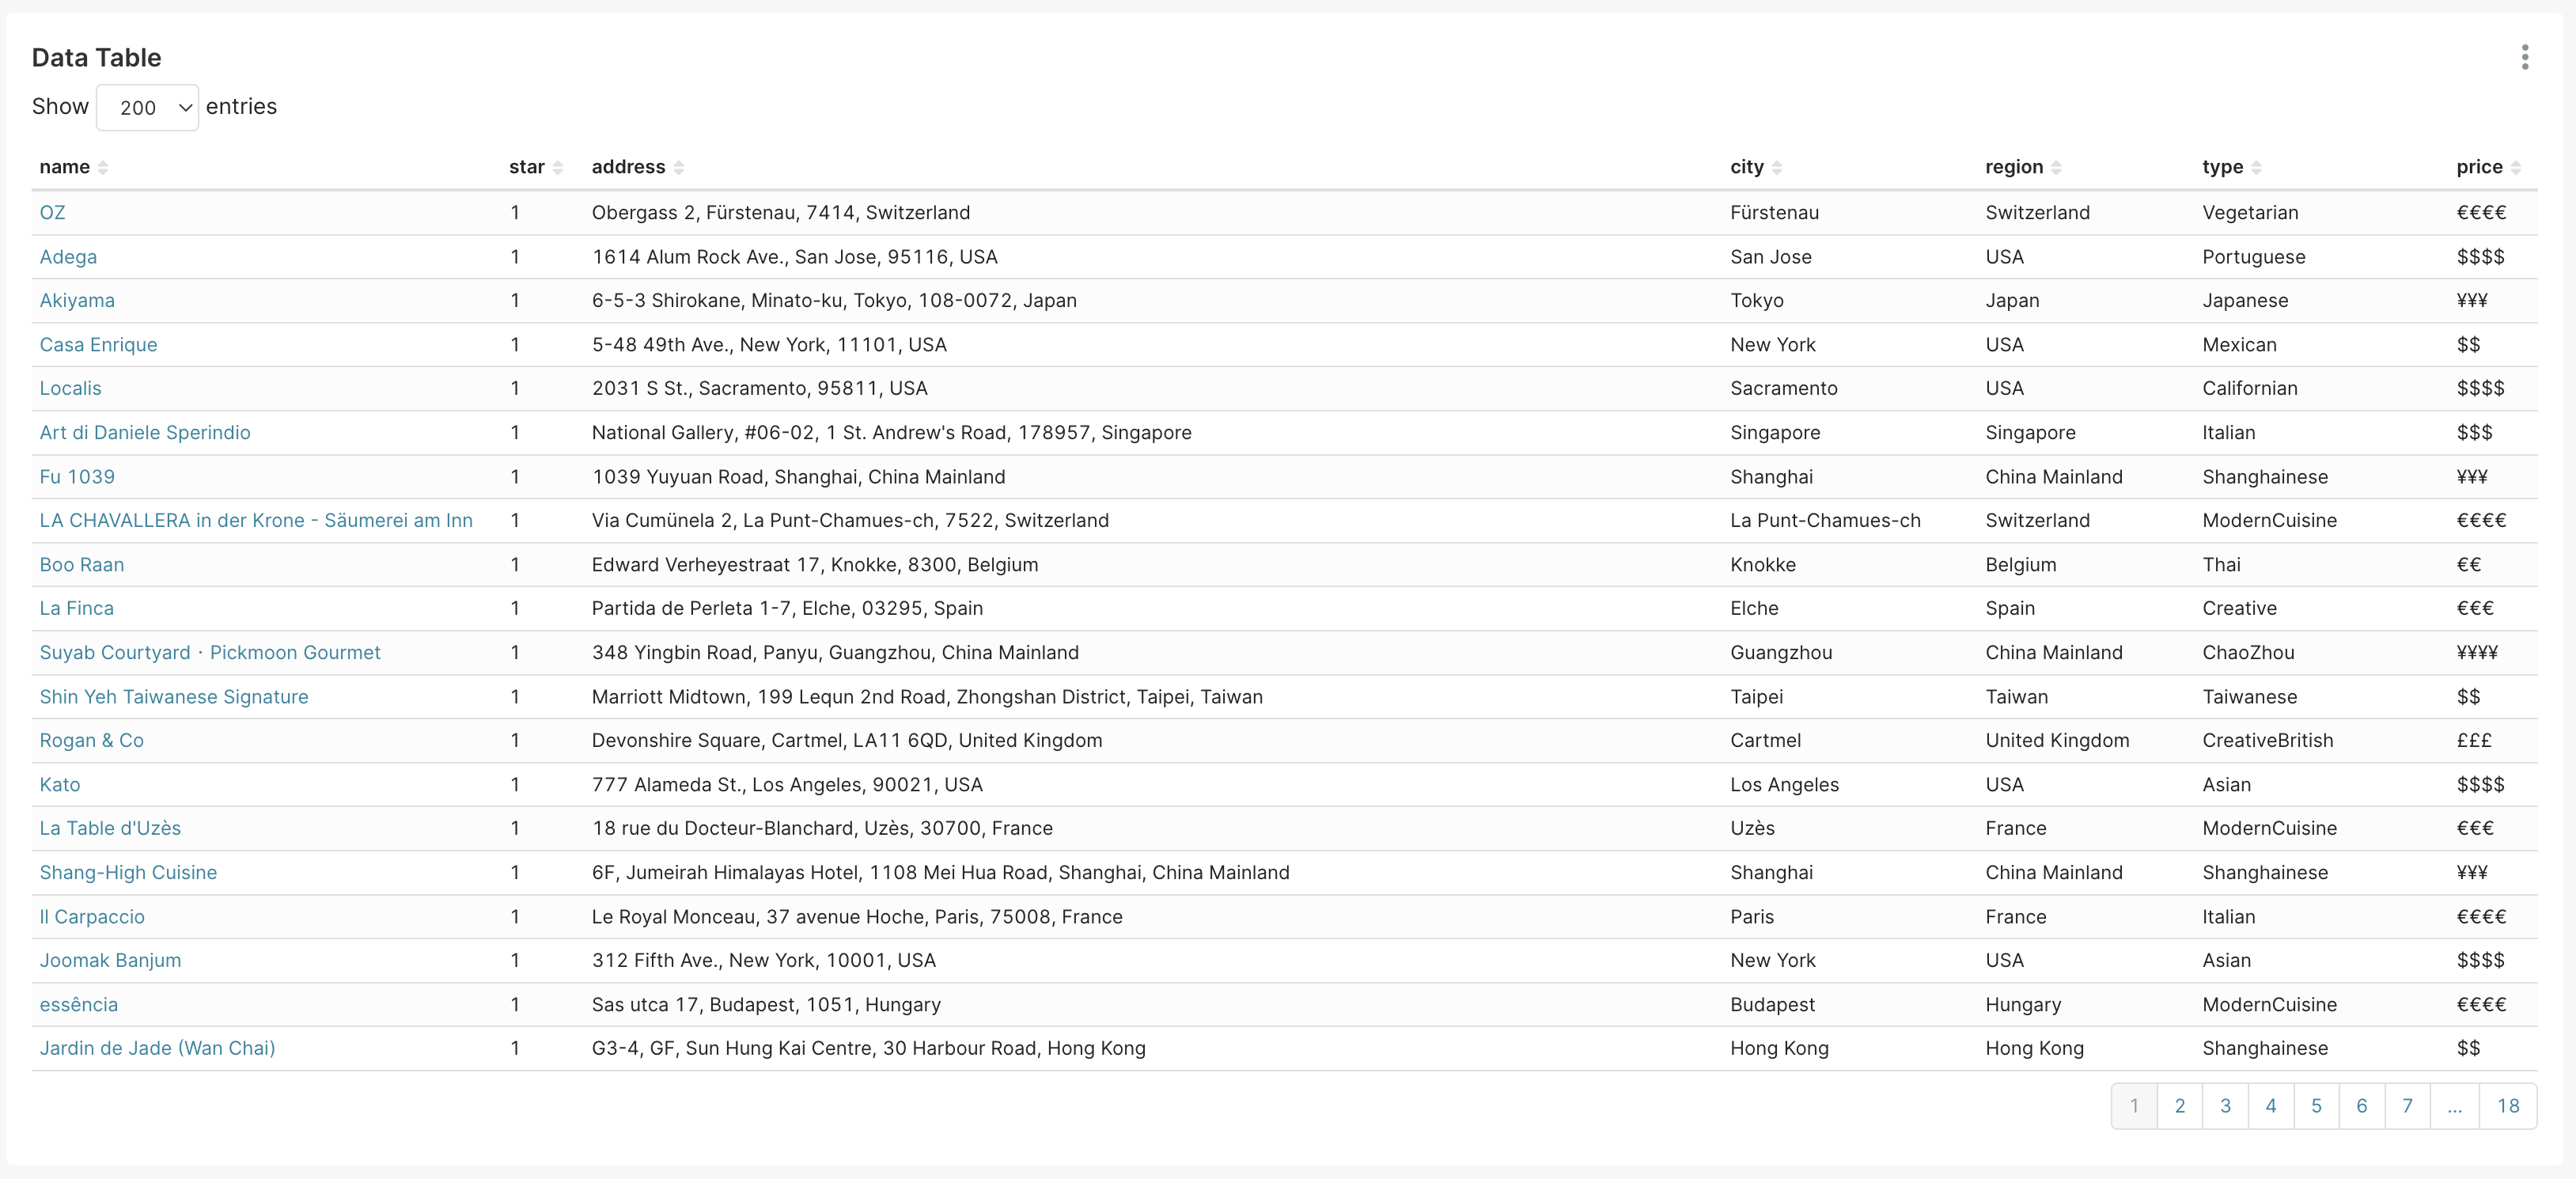 Data Table
Show 200 entries
name star address city region type price
OZ 1 Obergass 2, Fürstenau, 7414, Switzerland Fürstenau Switzerland Vegetarian €€€€
Adega 1 1614 Alum Rock Ave., San Jose, 95116, USA San Jose USA Portuguese $$$$
Akiyama 1 6-5-3 Shirokane, Minato-ku, Tokyo, 108-0072, Japan Tokyo Japan Japanese ¥¥¥
Casa Enrique 1 5-48 49th Ave., New York, 11101, USA New York USA Mexican $$
Localis 1 2031 S St., Sacramento, 95811, USA Sacramento USA Californian $$$$
Art di Daniele Sperindio 1 National Gallery, #06-02, 1 St. Andrew's Road, 178957, Singapore Singapore Singapore Italian $$$
Fu 1039 1 1039 Yuyuan Road, Shanghai, China Mainland Shanghai China Mainland Shanghainese ¥¥¥
LA CHAVALLERA in der Krone - Säumerei am Inn 1 Via Cumünela 2, La Punt-Chamues-ch, 7522, Switzerland La Punt-Chamues-ch Switzerland ModernCuisine €€€€
Boo Raan 1 Edward Verheyestraat 17, Knokke, 8300, Belgium Knokke Belgium Thai €€
La Finca 1 Partida de Perleta 1-7, Elche, 03295, Spain Elche Spain Creative €€€
Suyab Courtyard · Pickmoon Gourmet 1 348 Yingbin Road, Panyu, Guangzhou, China Mainland Guangzhou China Mainland ChaoZhou ¥¥¥¥
Shin Yeh Taiwanese Signature 1 Marriott Midtown, 199 Lequn 2nd Road, Zhongshan District, Taipei, Taiwan Taipei Taiwan Taiwanese $$
Rogan & Co 1 Devonshire Square, Cartmel, LA11 6QD, United Kingdom Cartmel United Kingdom CreativeBritish £££
Kato 1 777 Alameda St., Los Angeles, 90021, USA Los Angeles USA Asian $$$$
La Table d'Uzès 1 18 rue du Docteur-Blanchard, Uzès, 30700, France Uzès France ModernCuisine €€€
Shang-High Cuisine 1 6F, Jumeirah Himalayas Hotel, 1108 Mei Hua Road, Shanghai, China Mainland Shanghai China Mainland Shanghainese ¥¥¥
Il Carpaccio 1 Le Royal Monceau, 37 avenue Hoche, Paris, 75008, France Paris France Italian €€€€
Joomak Banjum 1 312 Fifth Ave., New York, 10001, USA New York USA Asian $$$$
essência 1 Sas utca 17, Budapest, 1051, Hungary Budapest Hungary ModernCuisine €€€€
Jardin de Jade (Wan Chai) 1 G3-4, GF, Sun Hung Kai Centre, 30 Harbour Road, Hong Kong Hong Kong Hong Kong Shanghainese $$
1 2 3 4 5 6 7 ... 18